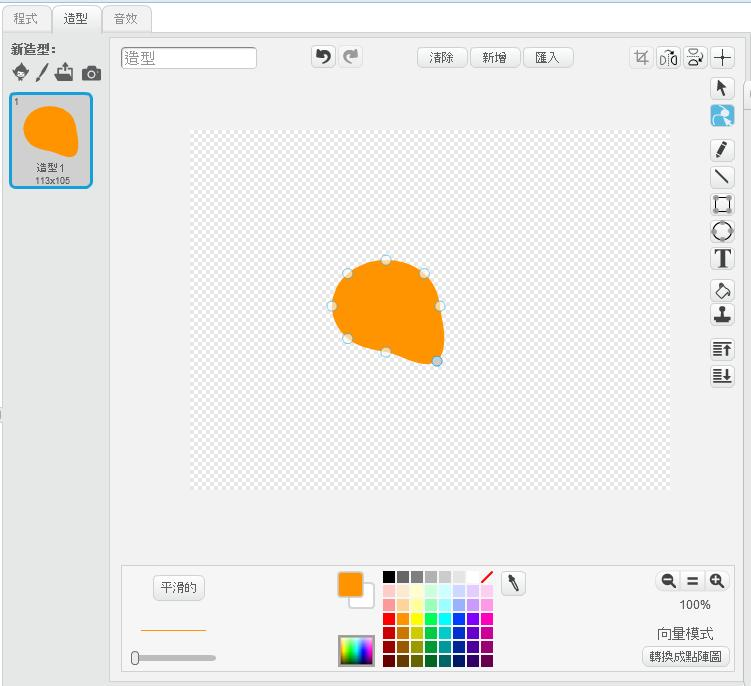 程式 造型 音效
新造型:
造型
清除 新增 匯入
1
造型1
113x105
T
平滑的
100%
向量模式
轉換成點陣圖